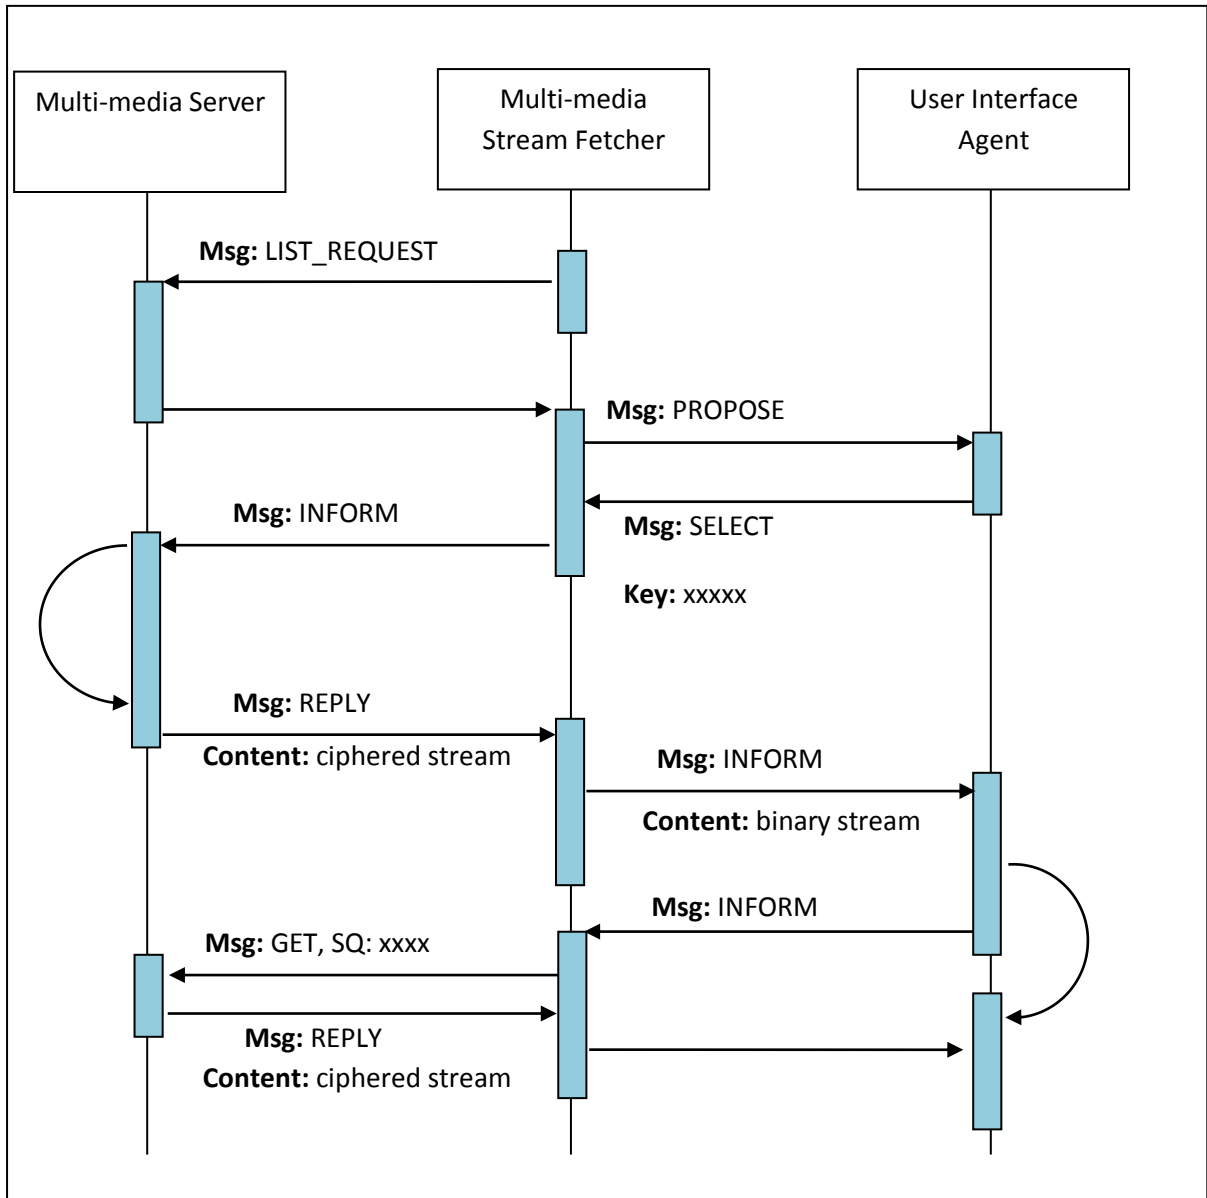 Multi-media Server
Multi-media
Stream Fetcher
User Interface
Agent
Msg: LIST_REQUEST
Msg: PROPOSE
Msg: INFORM
Msg: SELECT
Key: xxxxx
Msg: REPLY
Content: ciphered stream
Msg: INFORM
Content: binary stream
Msg: INFORM
Msg: GET, SQ: xxxx
Msg: REPLY
Content: ciphered stream